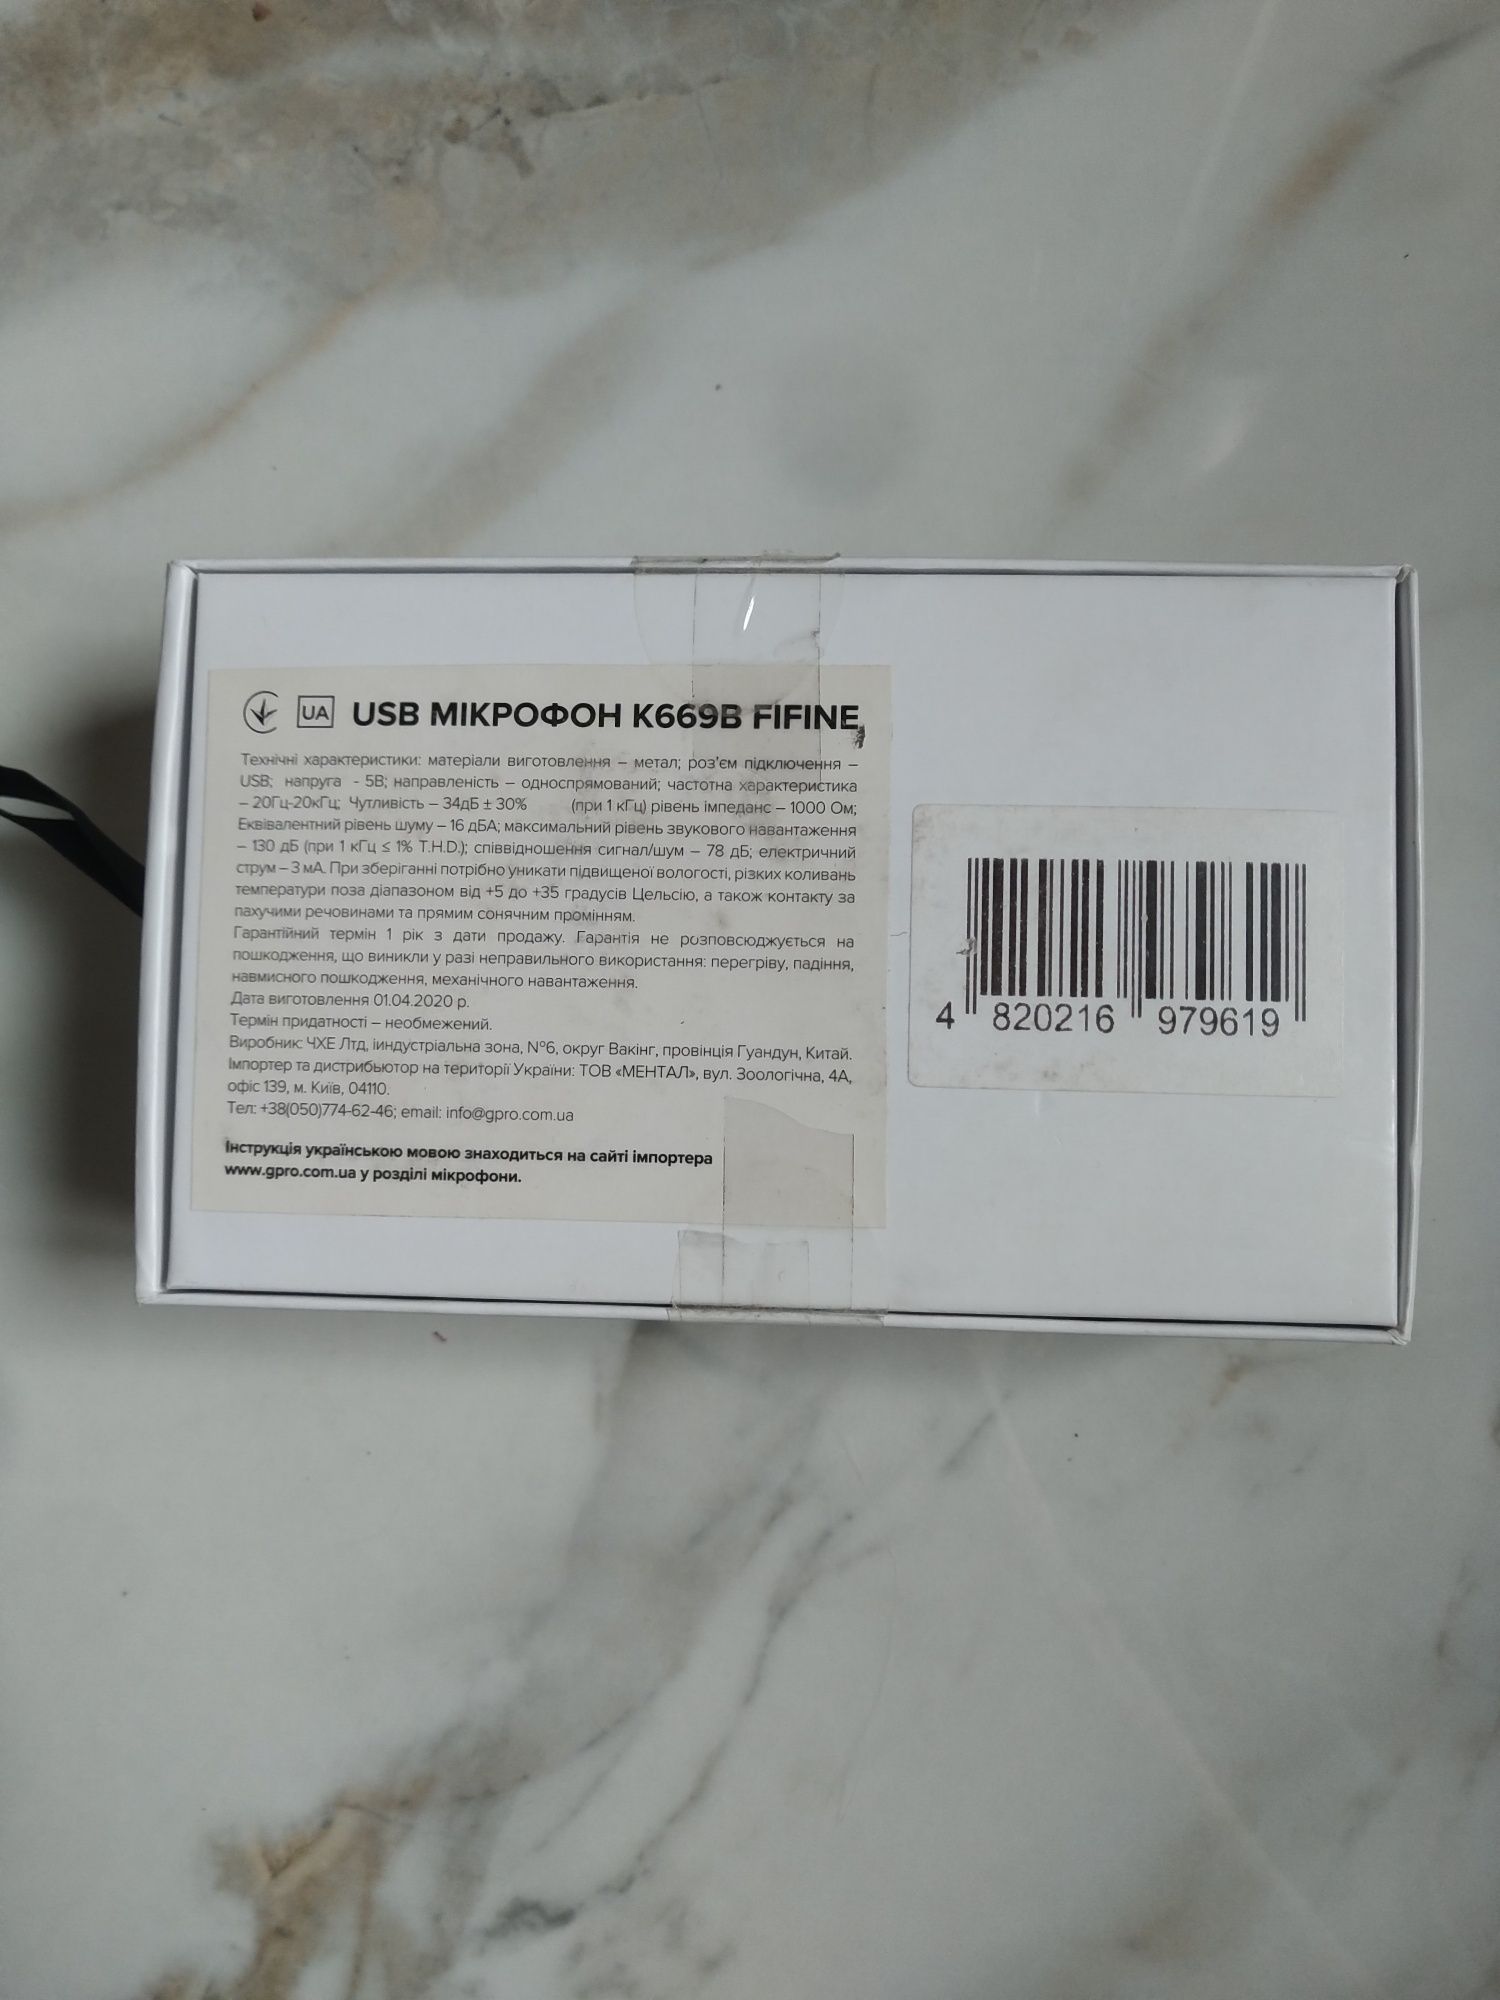 UA USB МІКРОФОН K669B FIFINE
Технічні характеристики: матеріали виготовлення – метал; роз'єм підключення –
USB; напруга - 5В; направленість – односпрямований; частотна характеристика
– 20Гц-20кГц; Чутливість – 34дБ ± 30% (при 1 кГц) рівень імпеданс – 1000 Ом;
Еквівалентний рівень шуму – 16 дБА; максимальний рівень звукового навантаження
– 130 дБ (при 1 кГц ≤ 1% T.H.D.); співвідношення сигнал/шум – 78 дБ; електричний
струм – 3 мА. При зберіганні потрібно уникати підвищеної вологості, різких коливань
температури поза діапазоном від +5 до +35 градусів Цельсію, а також контакту за
пахучими речовинами та прямим сонячним промінням.
Гарантійний термін 1 рік з дати продажу. Гарантія не розповсюджується на
пошкодження, що виникли у разі неправильного використання: перегріву, падіння,
навмисного пошкодження, механічного навантаження.
Дата виготовлення 01.04.2020 р.
Термін придатності – необмежений.
Виробник: ЧХЕ Лтд, індустріальна зона, №6, округ Вакінг, провінція Гуандун, Китай.
Імпортер та дистрибьютор на території України: ТОВ «МЕНТАЛ», вул. Зоологічна, 4А,
офіс 139, м. Київ, 04110.
Тел: +38(050)774-62-46; email: info@gpro.com.ua
Інструкція українською мовою знаходиться на сайті імпортера
www.gpro.com.ua у розділі мікрофони.
4 820216 979619